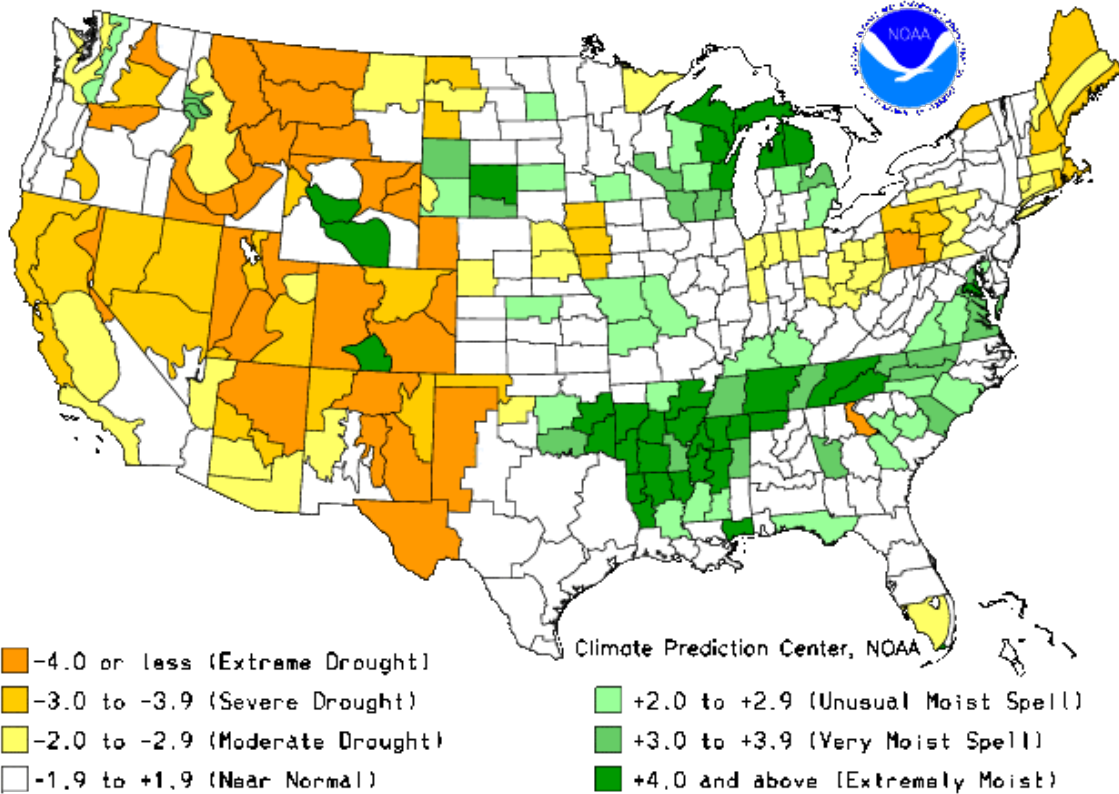 NOAA
Climate Prediction Center, NOAA
-4.0 or less (Extreme Drought)
-3.0 to -3.9 (Severe Drought)
-2.0 to -2.9 (Moderate Drought)
-1.9 to +1.9 (Near Normal)
+2.0 to +2.9 (Unusual Moist Spell)
+3.0 to +3.9 (Very Moist Spell)
+4.0 and above (Extremely Moist)